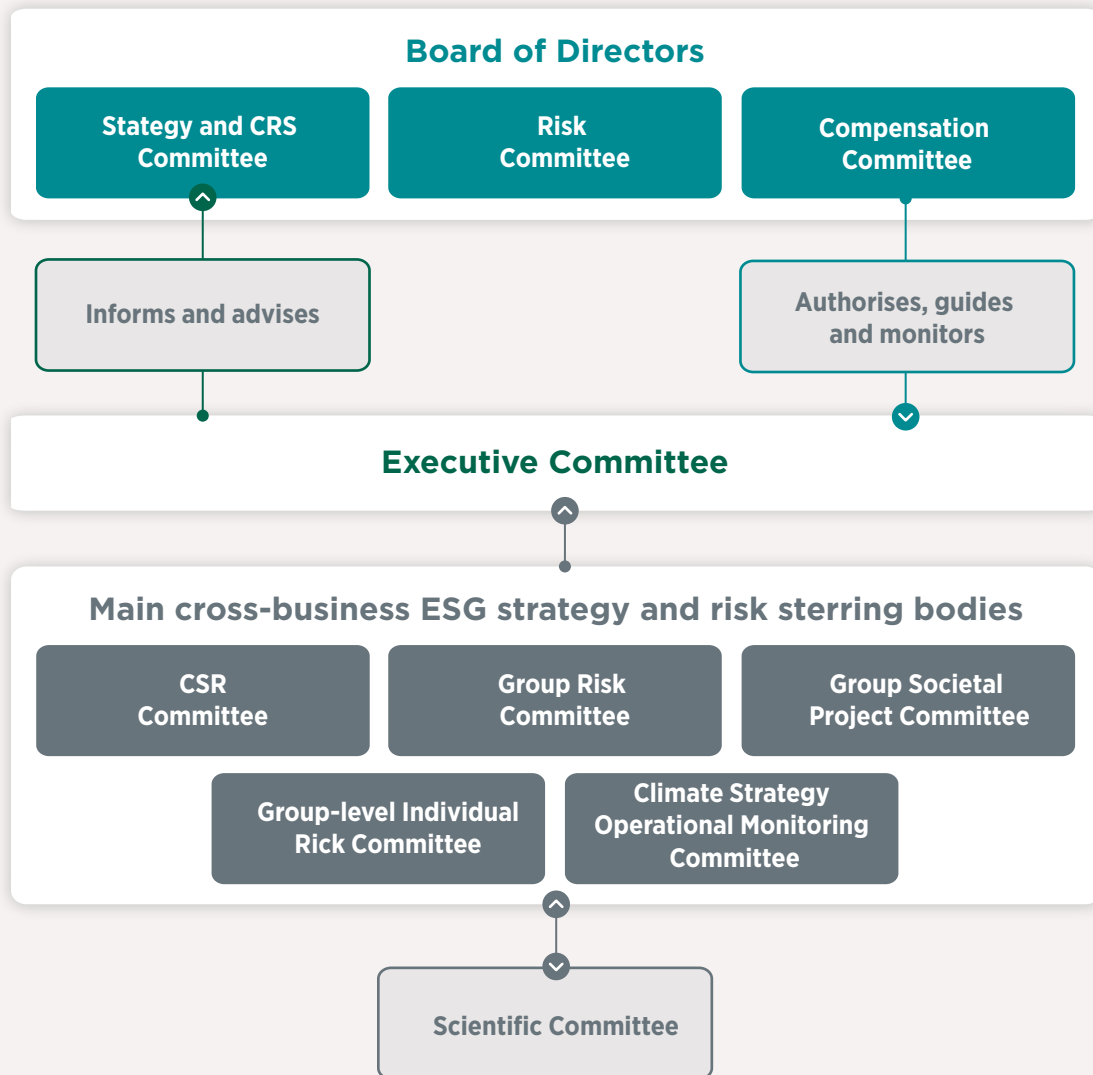 Board of Directors
Stategy and CRS
Committee
Risk
Committee
Compensation
Committee
Informs and advises
Authorises, guides
and monitors
Executive Committee
Main cross-business ESG strategy and risk sterring bodies
CSR
Committee
Group Risk
Committee
Group Societal
Project Committee
Group-level Individual
Rick Committee
Climate Strategy
Operational Monitoring
Committee
Scientific Committee